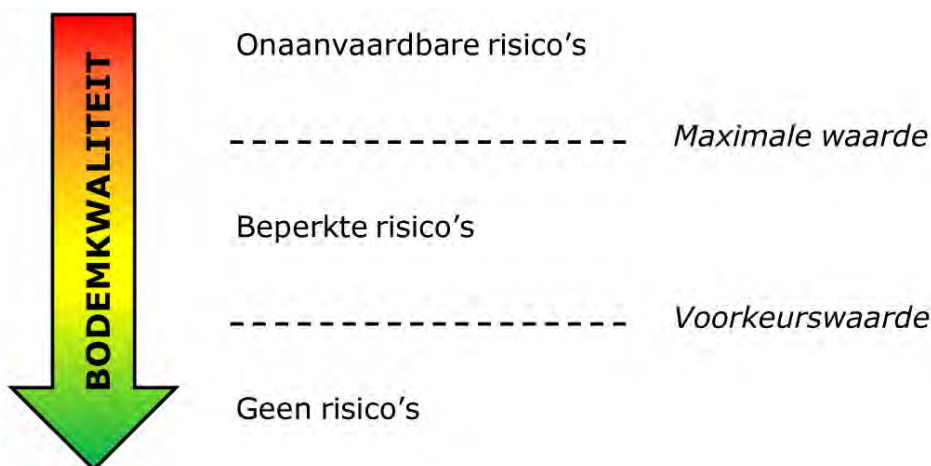 BODEMKWALITEIT
Onaanvaardbare risico's
Maximale waarde
Beperkte risico's
Voorkeurswaarde
Geen risico's